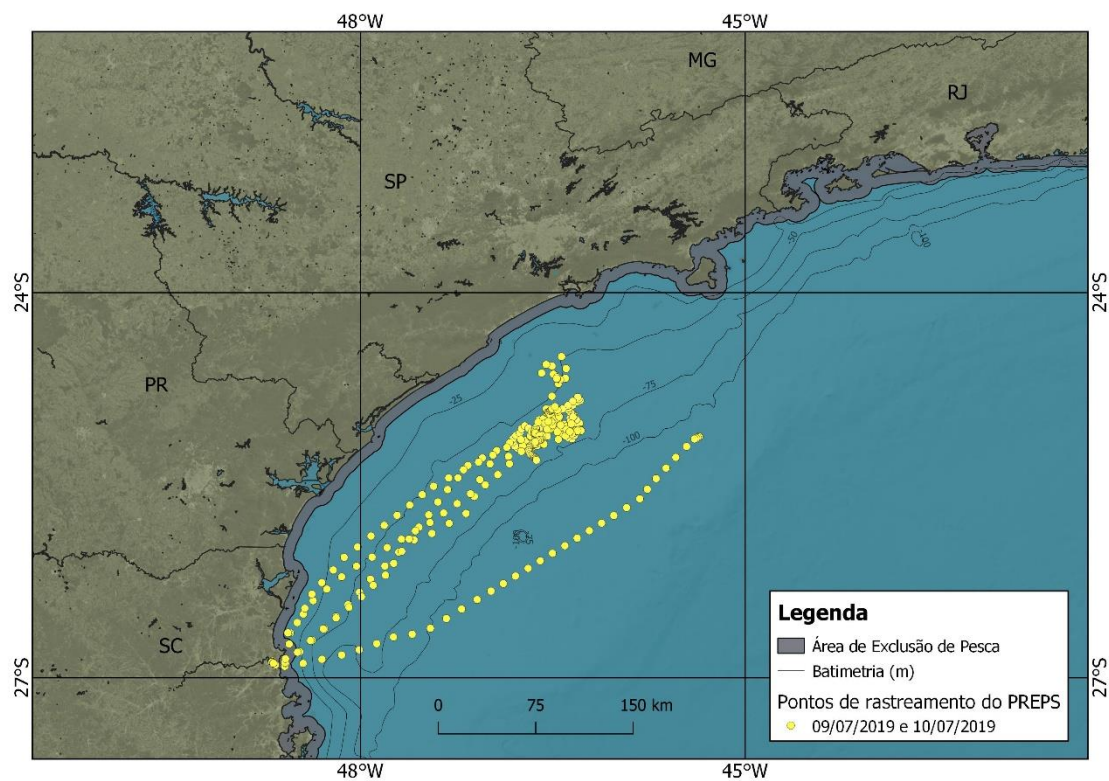 48°W 45°W
MG
RJ
SP
-50
-100
24°S 24°S
PR
-25
-75
-100
SC
Legenda
Área de Exclusão de Pesca
Batimetria (m)
Pontos de rastreamento do PREPS
09/07/2019 e 10/07/2019
27°S 27°S
0 75 150 km
48°W 45°W